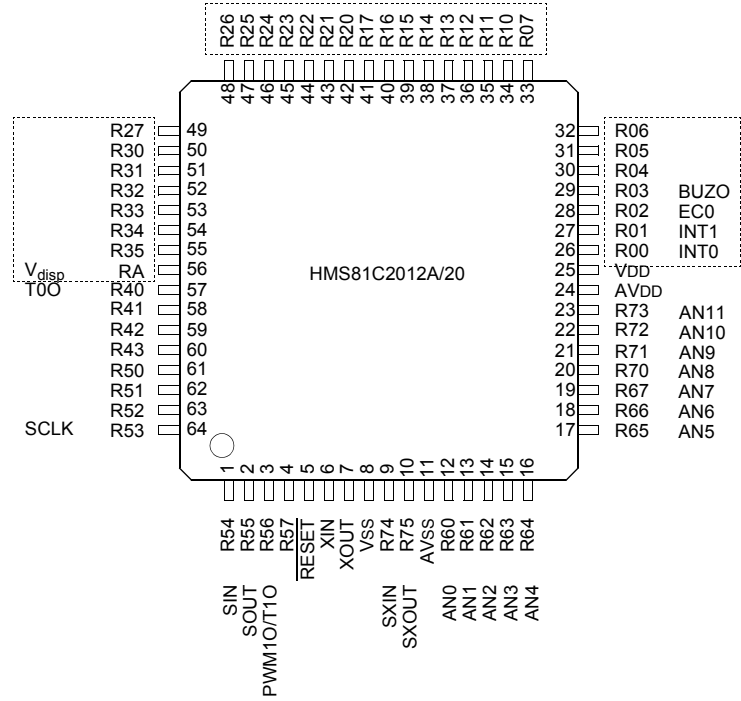 R26 R25 R24 R23 R22 R21 R20 R17 R16 R15 R14 R13 R12 R11 R10 R07
48 47 46 45 44 43 42 41 40 39 38 37 36 35 34 33
R27 49 32 R06
R30 50 31 R05
R31 51 30 R04
R32 52 29 R03 BUZO
R33 53 28 R02 EC0
R34 54 27 R01 INT1
R35 55 26 R00 INT0
Vdisp RA 56 HMS81C2012A/20 25 VDD
T0O R40 57 24 AVDD
R41 58 23 R73 AN11
R42 59 22 R72 AN10
R43 60 21 R71 AN9
R50 61 20 R70 AN8
R51 62 19 R67 AN7
R52 63 18 R66 AN6
SCLK R53 64 17 R65 AN5
1 2 3 4 5 6 7 8 9 10 11 12 13 14 15 16
R54 R55 R56 R57 RESET XIN XOUT VSS R74 R75 AVSS R60 R61 R62 R63 R64
SIN SOUT PWM1O/T1O SXIN SXOUT AN0 AN1 AN2 AN3 AN4